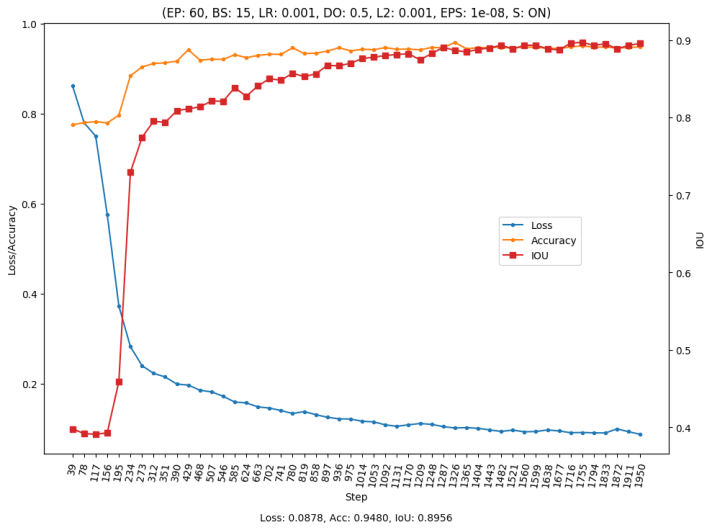 (EP: 60, BS: 15, LR: 0.001, DO: 0.5, L2: 0.001, EPS: 1e-08, S: ON)
1.0
0.8
0.6
0.4
0.2
Loss/Accuracy
0.9
0.8
0.7
0.6
0.5
0.4
IOU
Loss
Accuracy
IOU
39 78 117 156 195 234 273 312 351 390 429 468 507 546 585 624 663 702 741 780 819 858 897 936 975 1014 1053 1092 1131 1170 1209 1248 1287 1326 1365 1404 1443 1482 1521 1560 1599 1638 1677 1716 1755 1794 1833 1872 1911 1950
Step
Loss: 0.0878, Acc: 0.9480, IoU: 0.8956